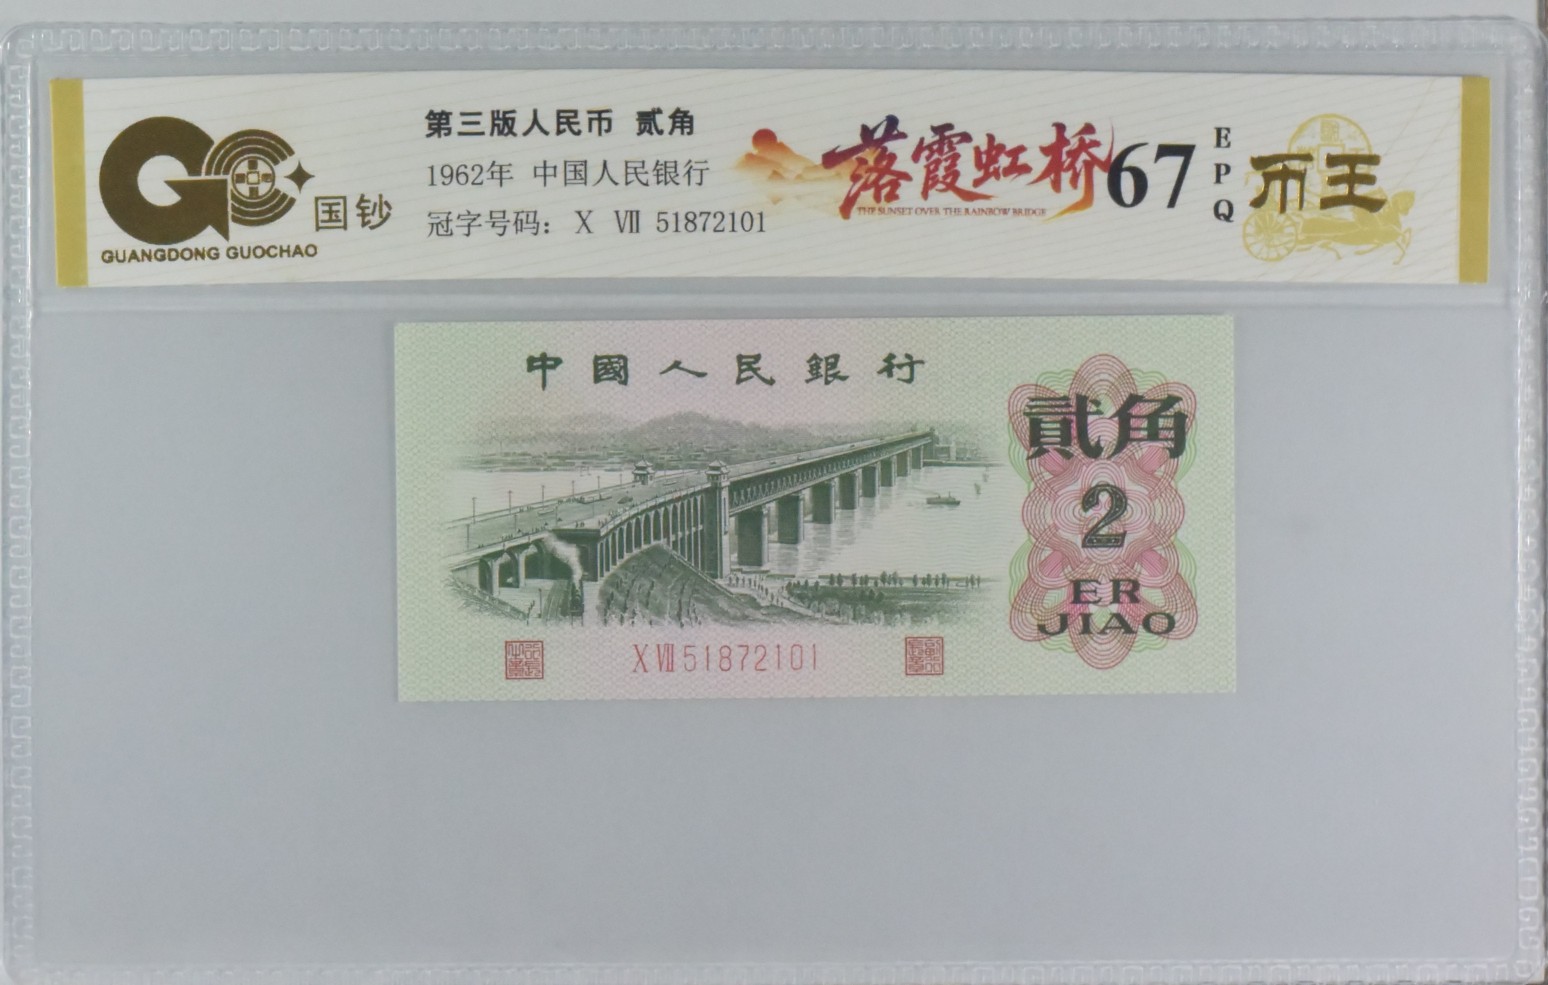 GUANGDONG GUOCHAO
国钞
第三版人民币 贰角
1962年 中国人民银行
冠字号码：Ⅹ Ⅶ 51872101
落霞虹桥
THE SUNSET OVER THE RAINBOW BRIDGE
67
EPQ
币王
中國人民銀行
貳角
2
ER
JIAO
Ⅹ Ⅶ 51872101